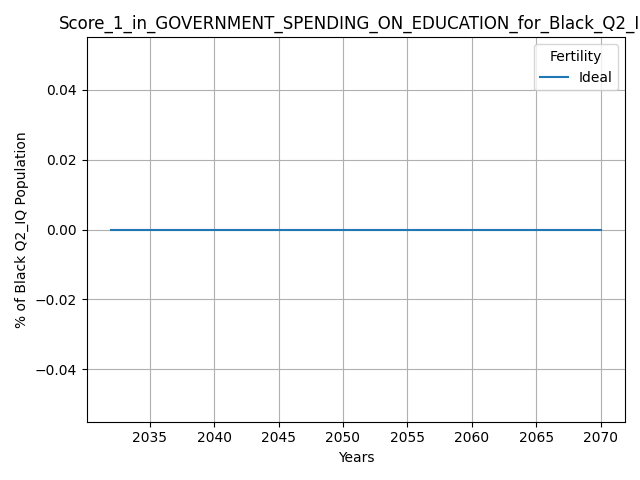 Score_1_in_GOVERNMENT_SPENDING_ON_EDUCATION_for_Black_Q2_I
Fertility
Ideal
0.04
0.02
0.00
−0.02
−0.04
% of Black Q2_IQ Population
2035 2040 2045 2050 2055 2060 2065 2070
Years